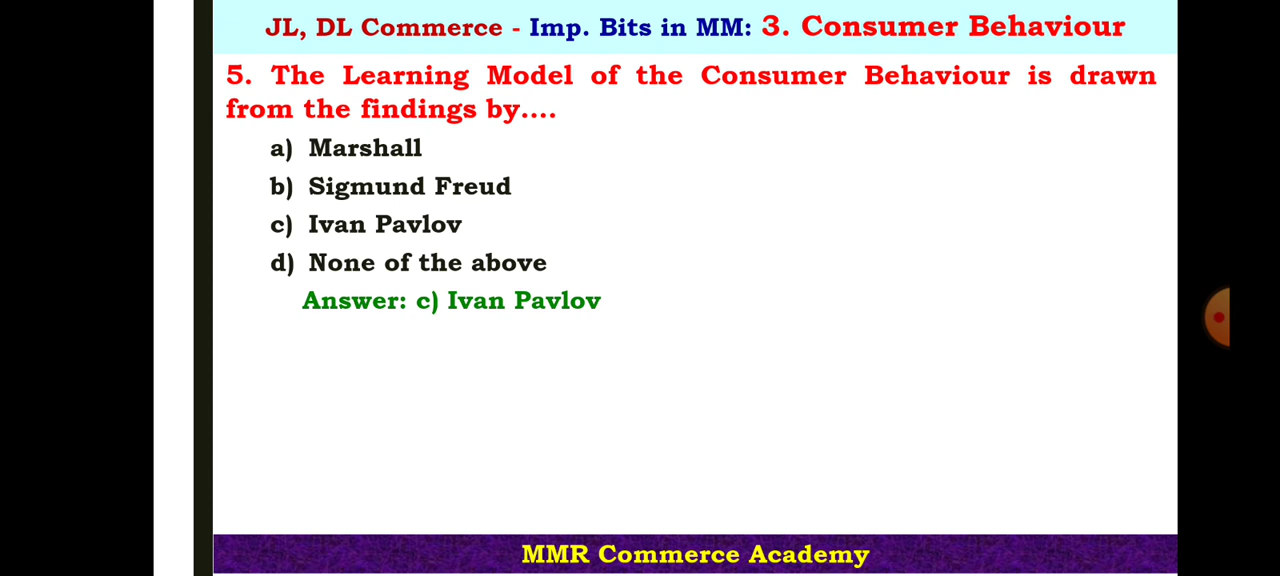 JL, DL Commerce - Imp. Bits in MM: 3. Consumer Behaviour
5. The Learning Model of the Consumer Behaviour is drawn
from the findings by....
a) Marshall
b) Sigmund Freud
c) Ivan Pavlov
d) None of the above
Answer: c) Ivan Pavlov
MMR Commerce Academy